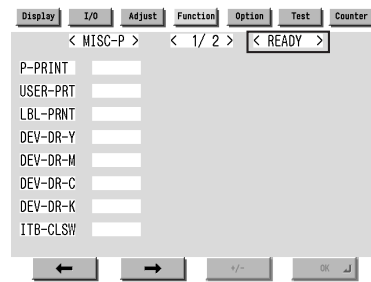 Display I/O Adjust Function Option Test Counter
< MISC-P > < 1/ 2 > < READY >
P-PRINT
USER-PRT
LBL-PRNT
DEV-DR-Y
DEV-DR-M
DEV-DR-C
DEV-DR-K
ITB-CLSW
+/- OK